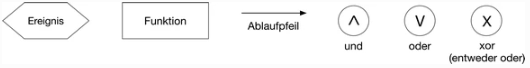 Ereignis
Funktion
Ablaufpfeil
∧
V
X
und
oder
xor
(entweder oder)